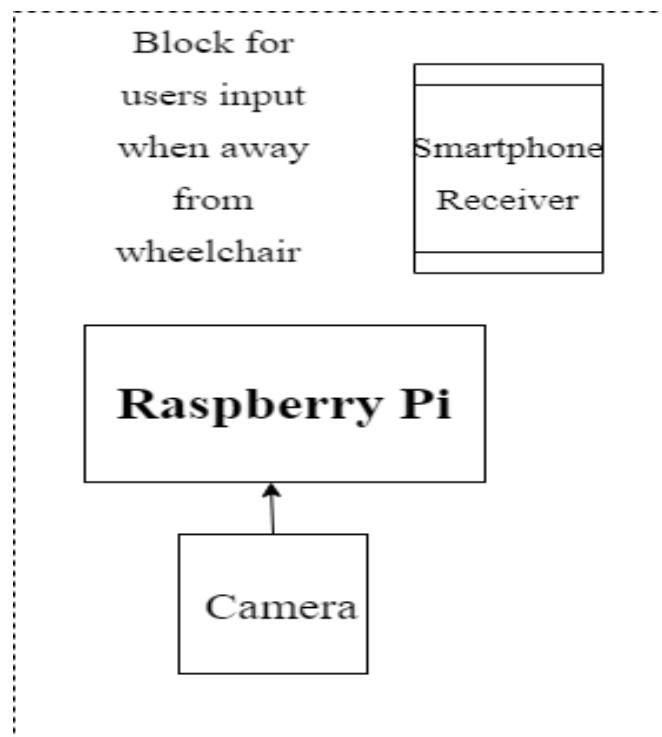 Block for
users input
when away
from
wheelchair
Smartphone
Receiver
Raspberry Pi
Camera